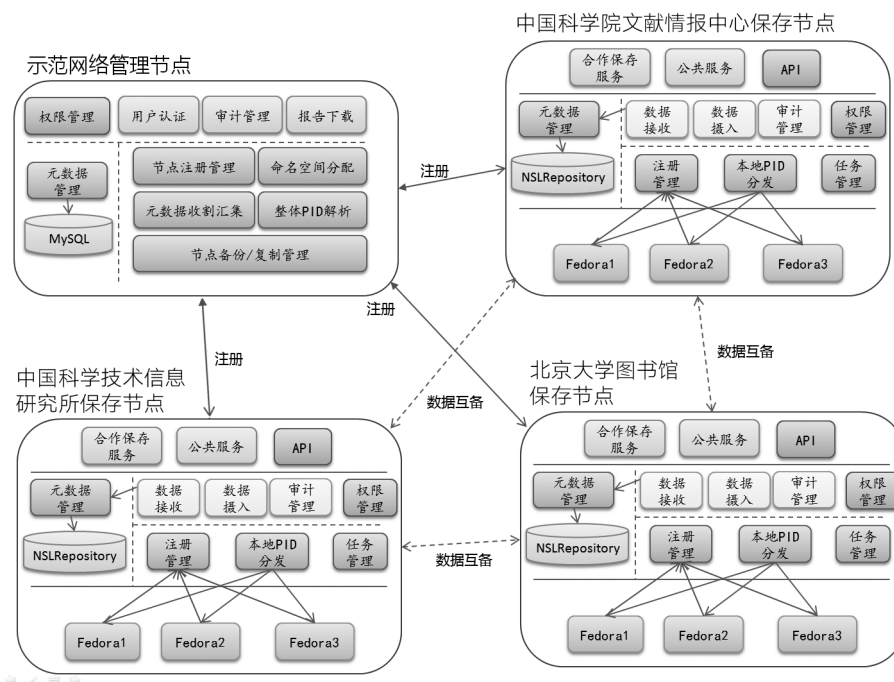 中国科学院文献情报中心保存节点
示范网络管理节点
权限管理
用户认证
审计管理
报告下载
元数据
管理
MySQL
节点注册管理
命名空间分配
元数据收割汇集
整体PID解析
节点备份/复制管理
合作保存
服务
公共服务
API
元数据
管理
数据
接收
数据
摄入
审计
管理
权限
管理
NSLRepository
注册
管理
本地PID
分发
任务
管理
Fedora1
Fedora2
Fedora3
注册
注册
注册
数据互备
数据互备
数据互备
中国科学技术信息
研究所保存节点
合作保存
服务
公共服务
API
元数据
管理
数据
接收
数据
摄入
审计
管理
权限
管理
NSLRepository
注册
管理
本地PID
分发
任务
管理
Fedora1
Fedora2
Fedora3
北京大学图书馆
保存节点
合作保存
服务
公共服务
API
元数据
管理
数据
接收
数据
摄入
审计
管理
权限
管理
NSLRepository
注册
管理
本地PID
分发
任务
管理
Fedora1
Fedora2
Fedora3